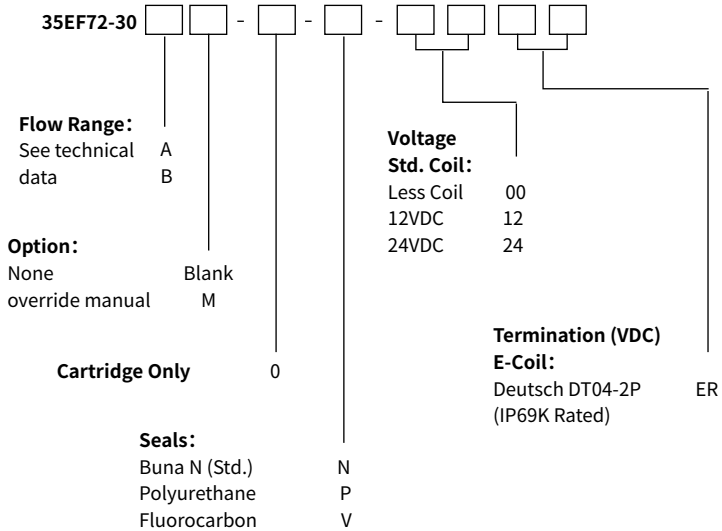 35EF72-30 - - -
Flow Range:
See technical A
data B
Option:
None Blank
override manual M
Cartridge Only 0
Seals:
Buna N (Std.) N
Polyurethane P
Fluorocarbon V
Voltage
Std. Coil:
Less Coil 00
12VDC 12
24VDC 24
Termination (VDC)
E-Coil:
Deutsch DT04-2P ER
(IP69K Rated)